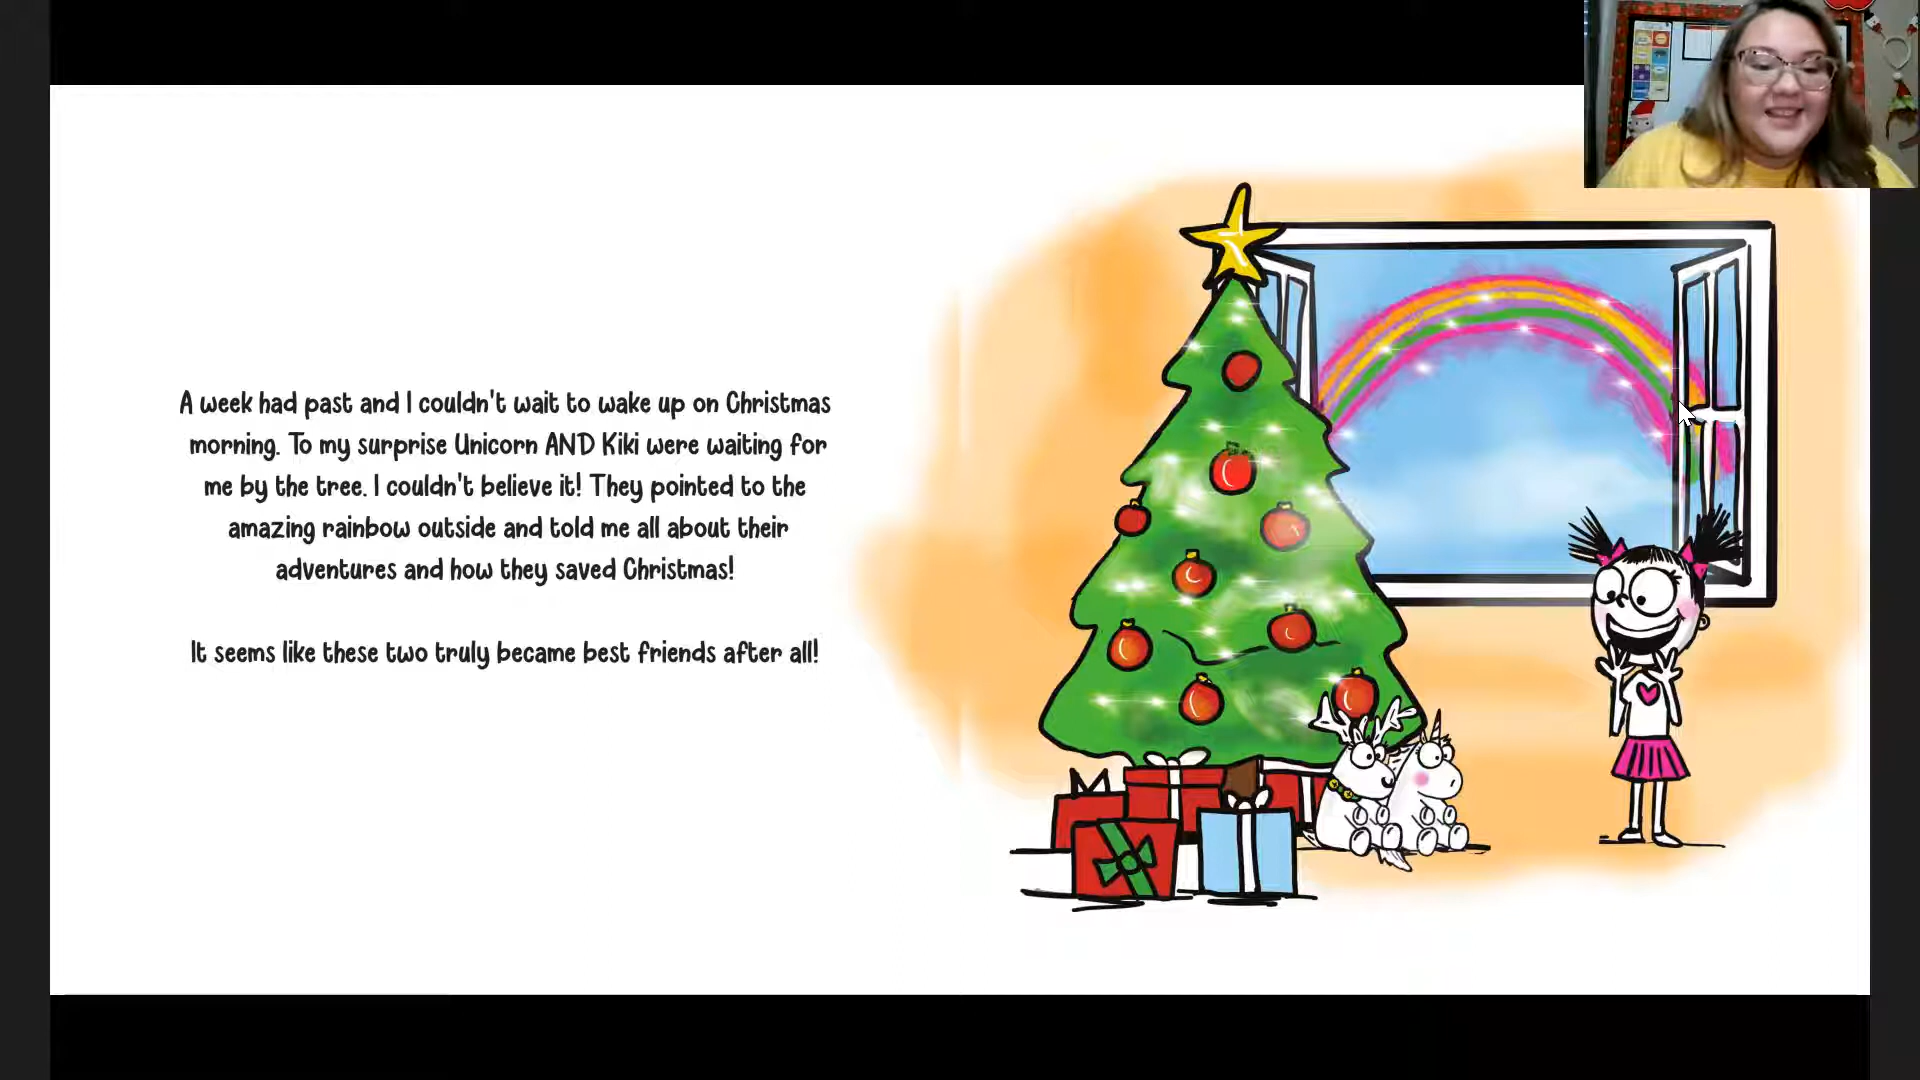 A week had past and I couldn't wait to wake up on Christmas
morning. To my surprise Unicorn AND Kiki were waiting for
me by the tree. I couldn't believe it! They pointed to the
amazing rainbow outside and told me all about their
adventures and how they saved Christmas!
It seems like these two truly became best friends after all!